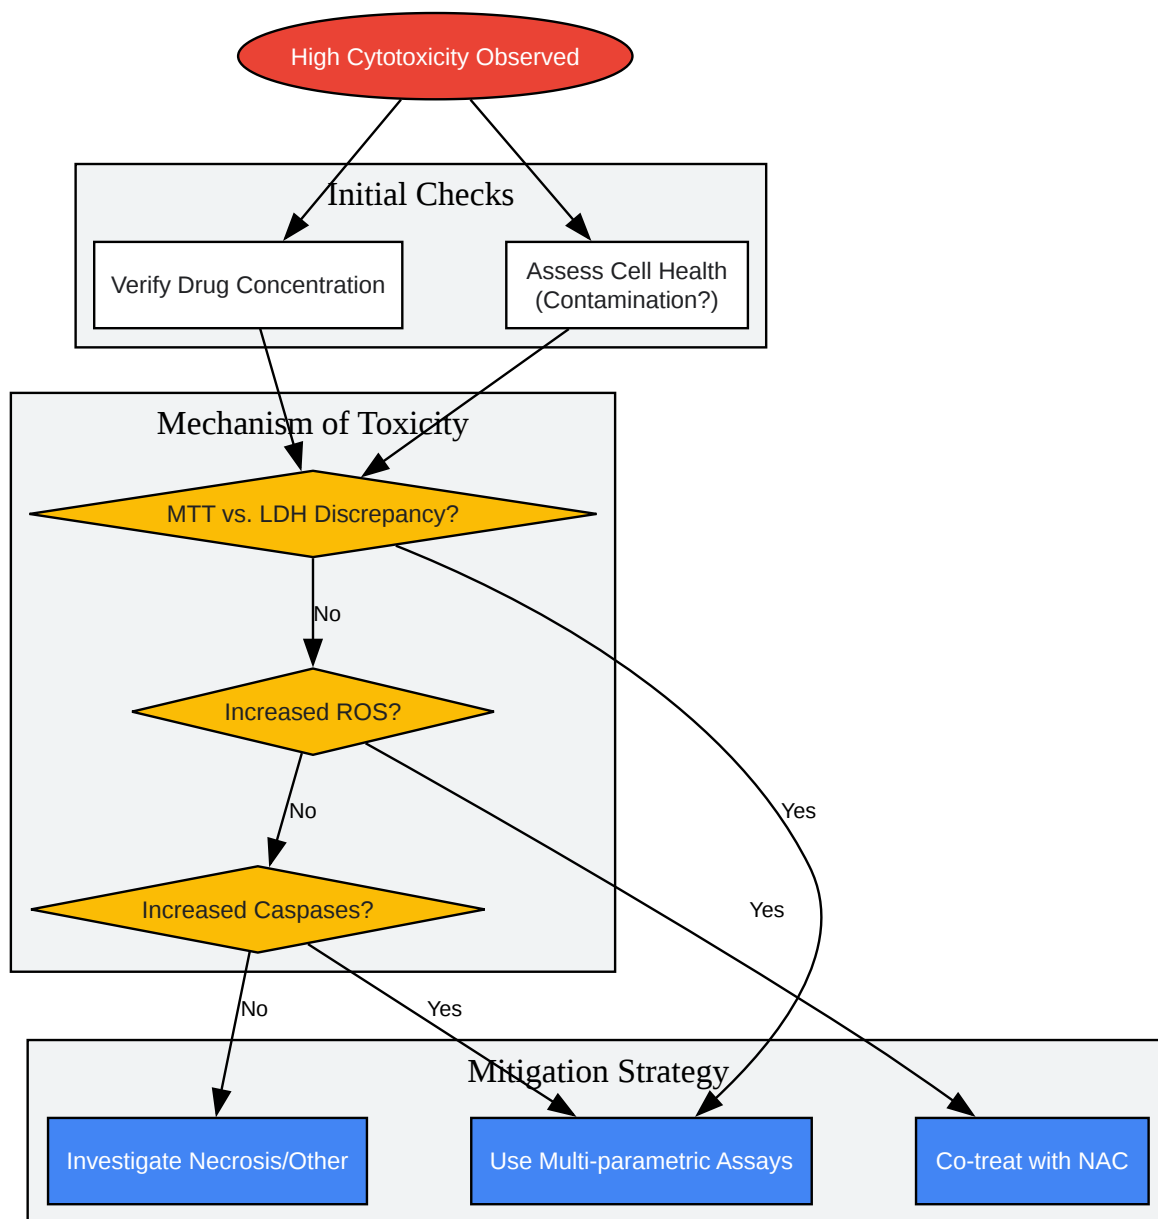 High Cytotoxicity Observed
Initial Checks
Verify Drug Concentration
Assess Cell Health
(Contamination?)
Mechanism of Toxicity
MTT vs. LDH Discrepancy?
No
Increased ROS?
No
Yes
Increased Caspases?
Yes
No
Yes
Mitigation Strategy
Investigate Necrosis/Other
Use Multi-parametric Assays
Co-treat with NAC